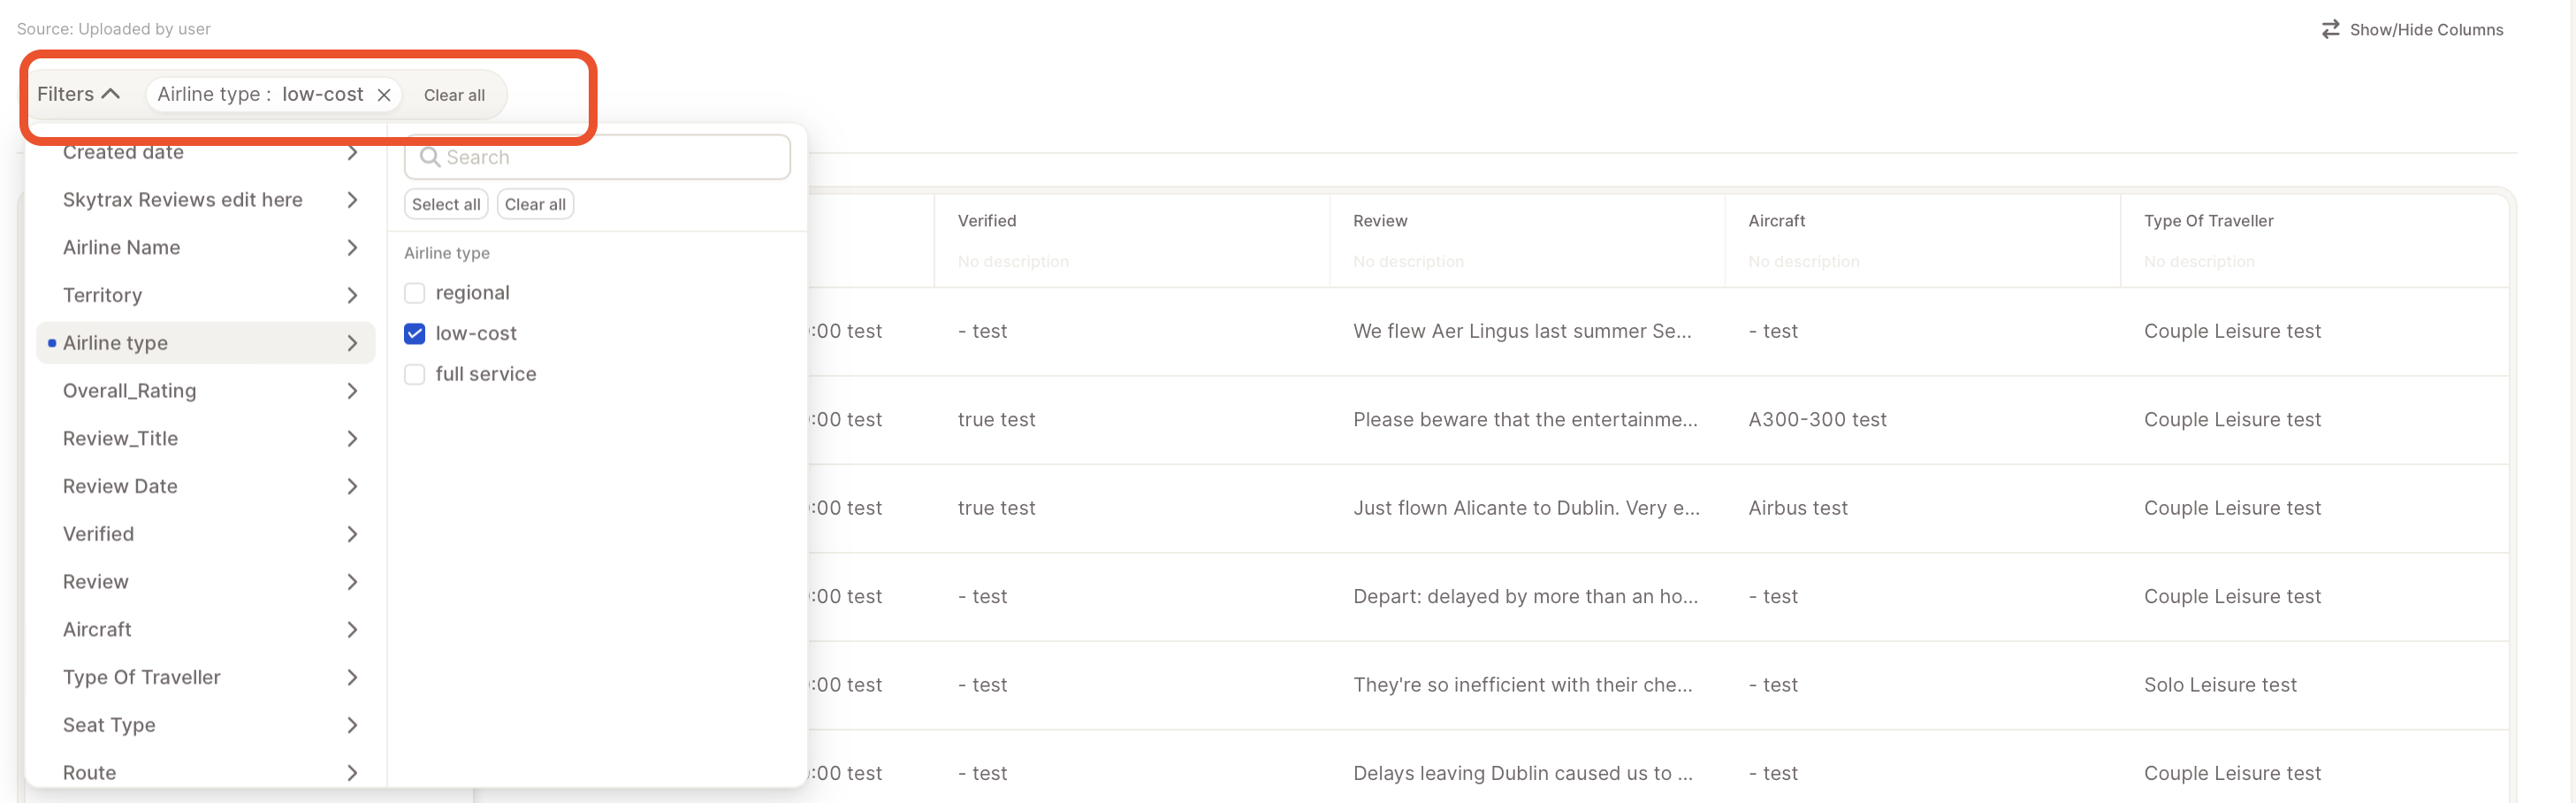 Source: Uploaded by user
Show/Hide Columns
Filters
Airline type : low-cost
Clear all
Created date
Skytrax Reviews edit here
Airline Name
Territory
Airline type
Overall_Rating
Review_Title
Review Date
Verified
Review
Aircraft
Type Of Traveller
Seat Type
Route
Search
Select all
Clear all
Airline type
regional
low-cost
full service
Verified Review Aircraft Type Of Traveller
No description No description No description No description
:00 test - test We flew Aer Lingus last summer Se... - test Couple Leisure test
:00 test true test Please beware that the entertainme... A300-300 test Couple Leisure test
:00 test true test Just flown Alicante to Dublin. Very e... Airbus test Couple Leisure test
:00 test - test Depart: delayed by more than an ho... - test Couple Leisure test
:00 test - test They're so inefficient with their che... - test Solo Leisure test
:00 test - test Delays leaving Dublin caused us to ... - test Couple Leisure test